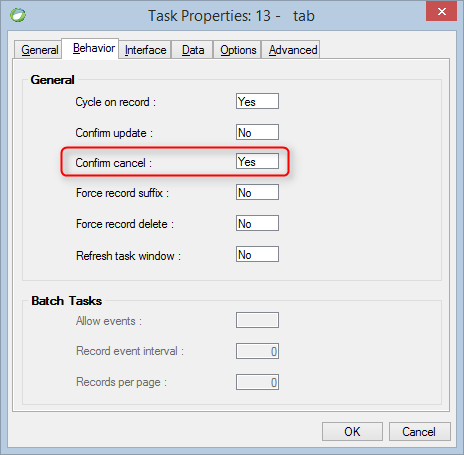 Task Properties: 13 -   tab
General Behavior Interface Data Options Advanced
General
Cycle on record : Yes
Confirm update : No
Confirm cancel : Yes
Force record suffix : No
Force record delete : No
Refresh task window : No
Batch Tasks
Allow events :
Record event interval : 0
Records per page : 0
OK Cancel